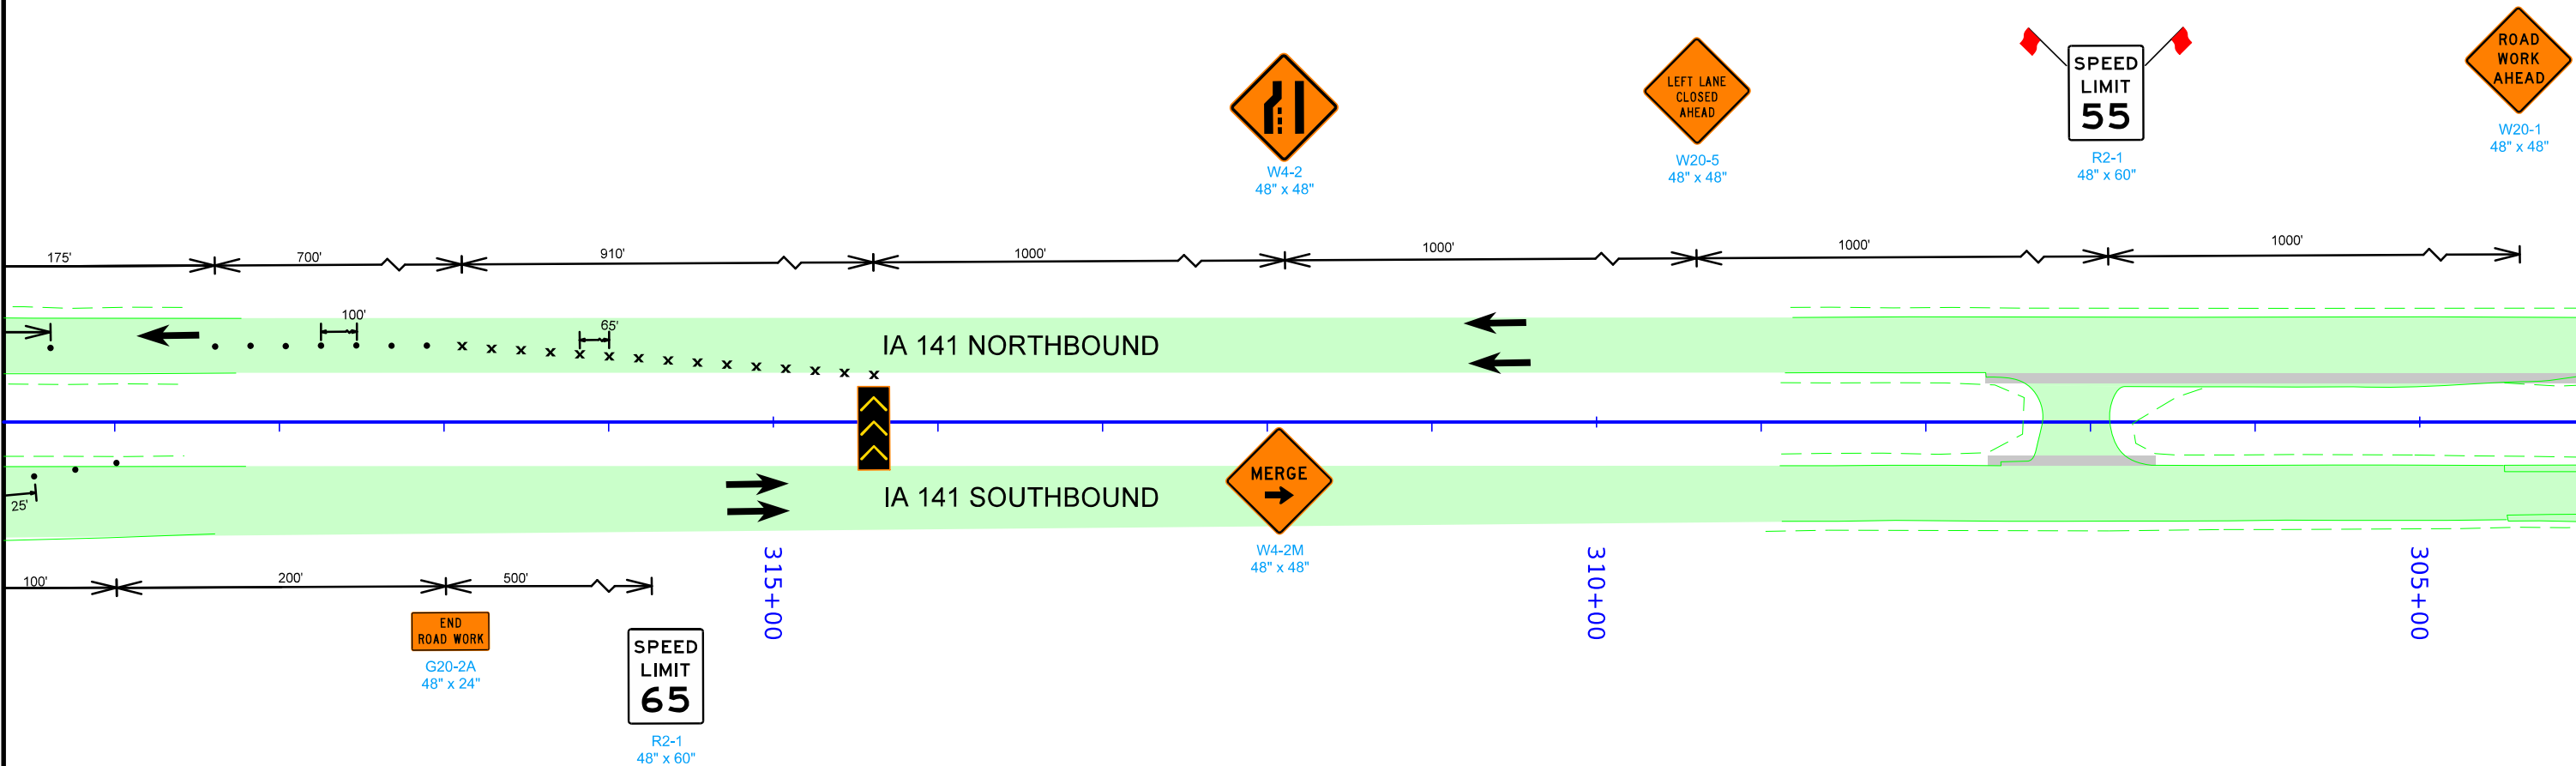 ROAD
WORK
AHEAD
W20-1
48" x 48"
SPEED
LIMIT
55
R2-1
48" x 60"
LEFT LANE
CLOSED
AHEAD
W20-5
48" x 48"
W4-2
48" x 48"
175'
700'
910'
1000'
1000'
1000'
1000'
100'
65'
IA 141 NORTHBOUND
MERGE
W4-2M
48" x 48"
IA 141 SOUTHBOUND
25'
315+00
310+00
305+00
100'
200'
500'
END
ROAD WORK
G20-2A
48" x 24"
SPEED
LIMIT
65
R2-1
48" x 60"